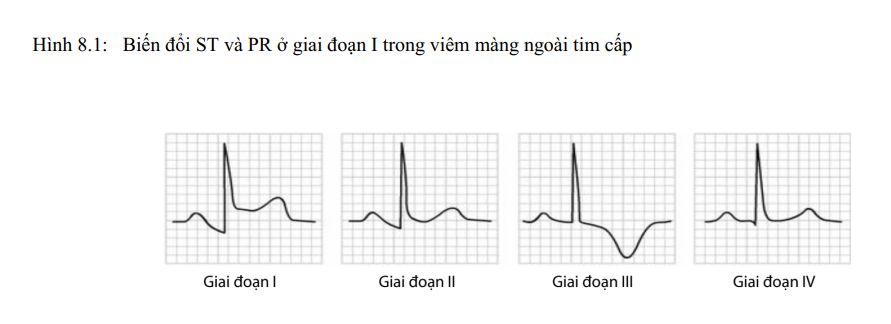 Hình 8.1: Biến đổi ST và PR ở giai đoạn I trong viêm màng ngoài tim cấp
Giai đoạn I
Giai đoạn II
Giai đoạn III
Giai đoạn IV